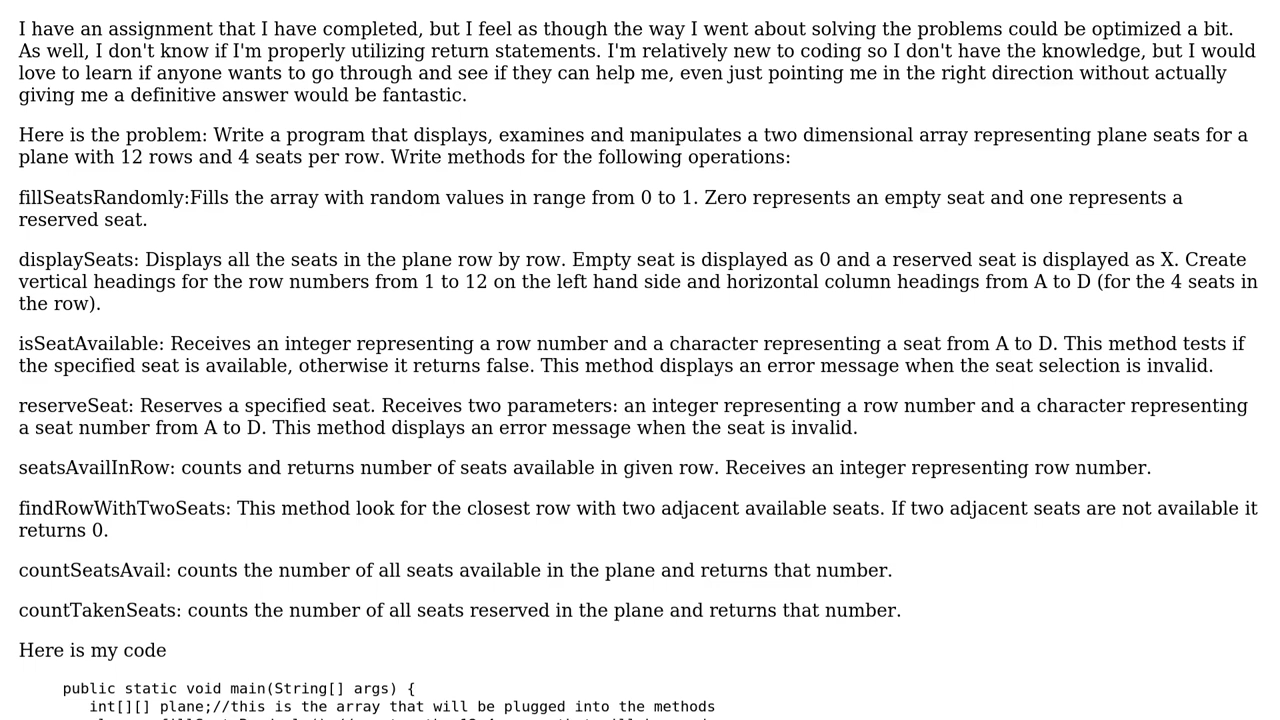 I have an assignment that I have completed, but I feel as though the way I went about solving the problems could be optimized a bit.
As well, I don't know if I'm properly utilizing return statements. I'm relatively new to coding so I don't have the knowledge, but I would
love to learn if anyone wants to go through and see if they can help me, even just pointing me in the right direction without actually
giving me a definitive answer would be fantastic.
Here is the problem: Write a program that displays, examines and manipulates a two dimensional array representing plane seats for a
plane with 12 rows and 4 seats per row. Write methods for the following operations:
fillSeatsRandomly:Fills the array with random values in range from 0 to 1. Zero represents an empty seat and one represents a
reserved seat.
displaySeats: Displays all the seats in the plane row by row. Empty seat is displayed as 0 and a reserved seat is displayed as X. Create
vertical headings for the row numbers from 1 to 12 on the left hand side and horizontal column headings from A to D (for the 4 seats in
the row).
isSeatAvailable: Receives an integer representing a row number and a character representing a seat from A to D. This method tests if
the specified seat is available, otherwise it returns false. This method displays an error message when the seat selection is invalid.
reserveSeat: Reserves a specified seat. Receives two parameters: an integer representing a row number and a character representing
a seat number from A to D. This method displays an error message when the seat is invalid.
seatsAvailInRow: counts and returns number of seats available in given row. Receives an integer representing row number.
findRowWithTwoSeats: This method look for the closest row with two adjacent available seats. If two adjacent seats are not available it
returns 0.
countSeatsAvail: counts the number of all seats available in the plane and returns that number.
countTakenSeats: counts the number of all seats reserved in the plane and returns that number.
Here is my code
public static void main(String[] args) {
int[][] plane;//this is the array that will be plugged into the methods